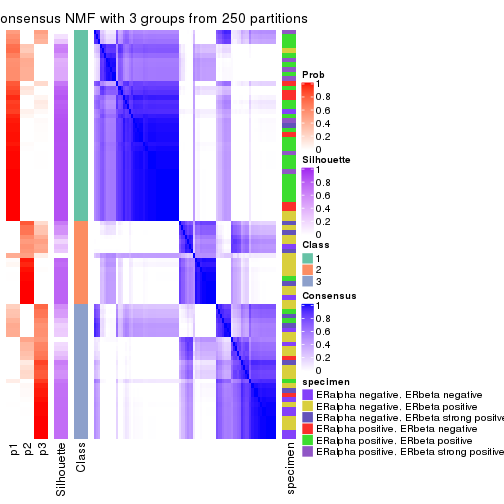 onsensus NMF with 3 groups from 250 partitions
Prob
1
0.8
0.6
0.4
0.2
0
Silhouette
1
0.8
0.6
0.4
0.2
0
Class
1
2
3
Consensus
1
0.8
0.6
0.4
0.2
0
specimen
ERalpha negative. ERbeta negative
ERalpha negative. ERbeta positive
ERalpha negative. ERbeta strong positive
ERalpha positive. ERbeta negative
ERalpha positive. ERbeta positive
ERalpha positive. ERbeta strong positive
p1
p2
p3
Silhouette
Class
specimen